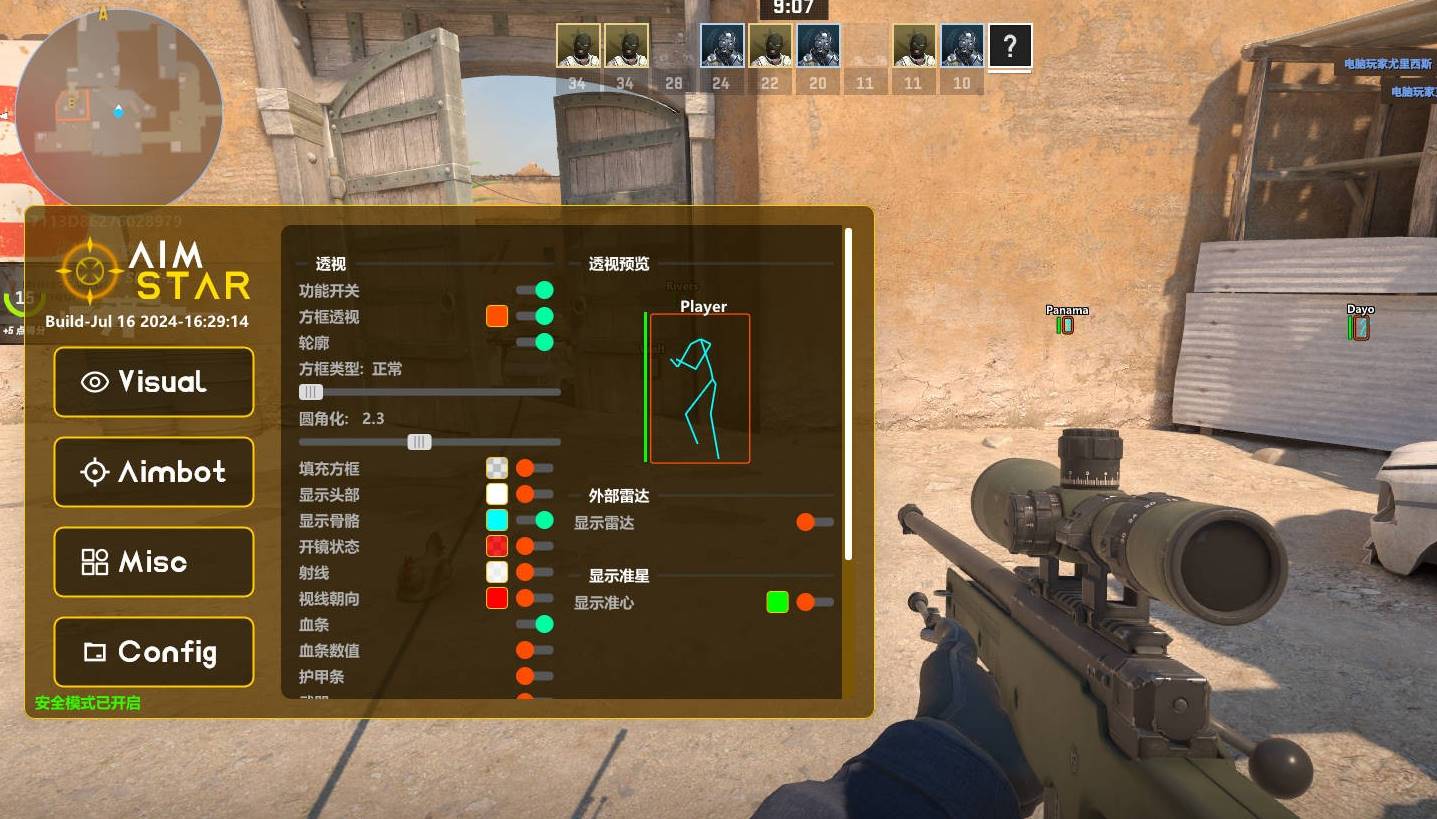 A
9:07
?
34
34
28
24
22
20
11
11
10
电脑玩家尤里西斯
电脑玩家
B
7113D86276028979
AIM
STAR
15
Build-Jul 16 2024-16:29:14
Visual
Aimbot
Misc
Config
安全模式已开启
透视
功能开关
方框透视
轮廓
方框类型: 正常
圆角化: 2.3
填充方框
显示头部
显示骨骼
开镜状态
射线
视线朝向
血条
血条数值
护甲条
透视预览
Rivers
Player
外部雷达
显示雷达
显示准星
显示准心
Panama
Dayo